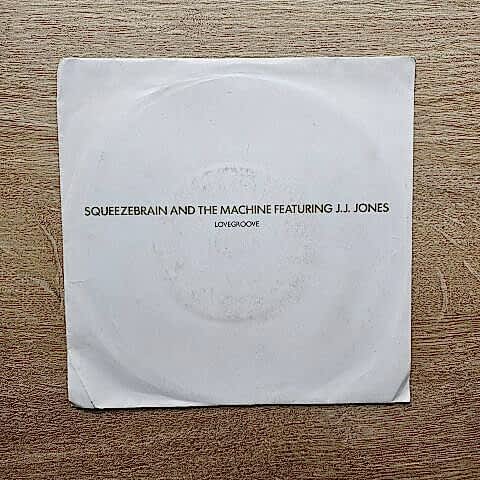 SQUEEZEBRAIN AND THE MACHINE FEATURING J.J. JONES
LOVEGROOVE